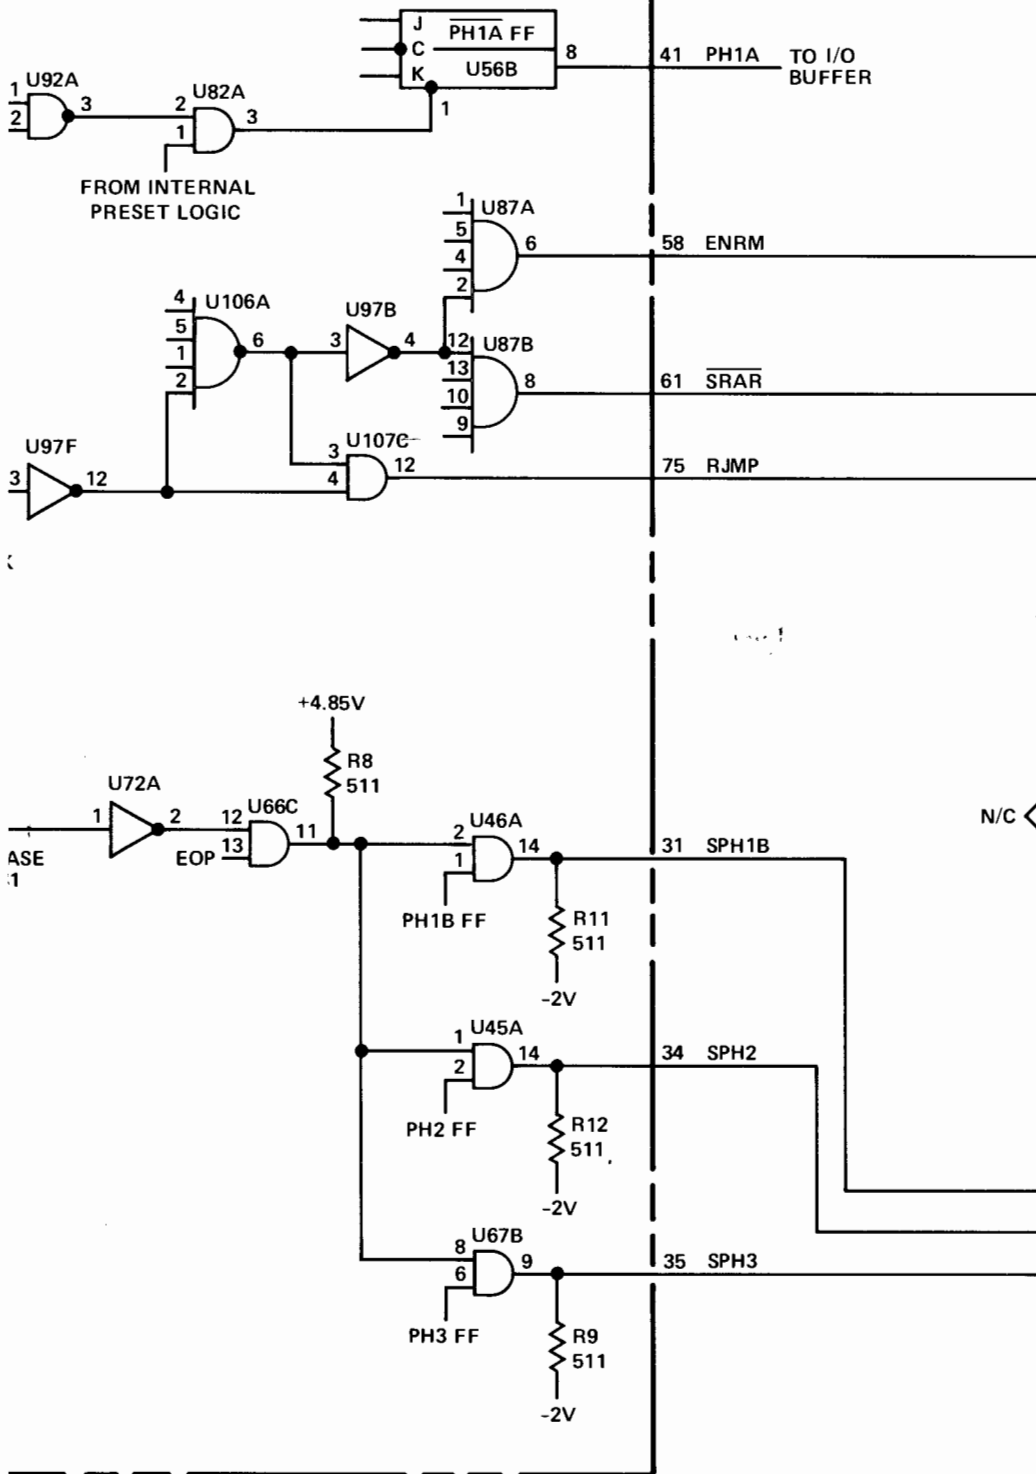 J
PH1A FF
C
K
U56B
8
1
41 PH1A TO I/O
BUFFER
U92A
1
2
3
U82A
2
1
3
FROM INTERNAL
PRESET LOGIC
U87A
1
5
4
2
6
58 ENRM
U106A
4
5
1
2
6
U97B
3
4
U87B
12
13
10
9
8
61 SRAR
U97F
3
12
U107C
3
4
12
75 RJMP
+4.85V
R8
511
U72A
1
2
U66C
12
13
11
EOP
ASE
U46A
2
1
14
31 SPH1B
PH1B FF
R11
511
-2V
N/C
U45A
1
2
14
34 SPH2
PH2 FF
R12
511
-2V
U67B
8
6
9
35 SPH3
PH3 FF
R9
511
-2V